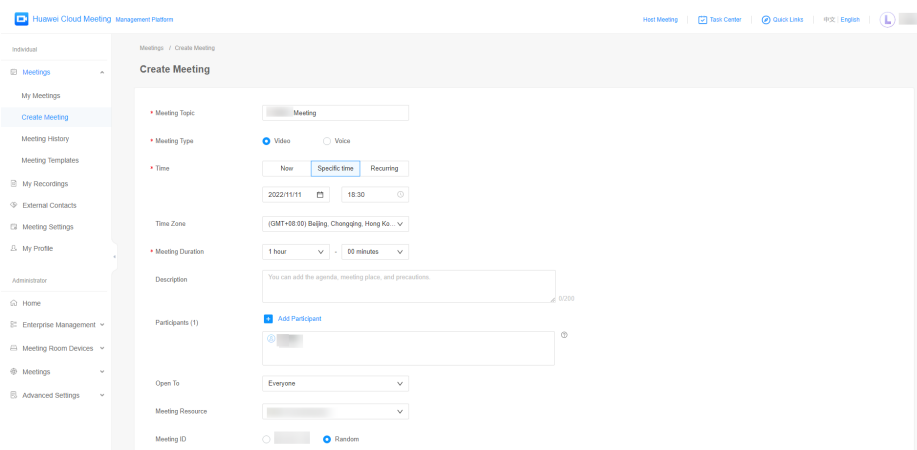 Huawei Cloud Meeting Management Platform
Host Meeting Task Center Quick Links 中文 English L
Individual
Meetings
My Meetings
Create Meeting
Meeting History
Meeting Templates
My Recordings
External Contacts
Meeting Settings
My Profile
Administrator
Home
Enterprise Management
Meeting Room Devices
Meetings
Advanced Settings
Meetings / Create Meeting
Create Meeting
* Meeting Topic Meeting
* Meeting Type Video Voice
* Time Now Specific time Recurring
2022/11/11 18:30
Time Zone (GMT+08:00) Beijing, Chongqing, Hong Ko...
* Meeting Duration 1 hour - 00 minutes
Description You can add the agenda, meeting place, and precautions.
0/200
Participants (1) + Add Participant
Open To Everyone
Meeting Resource
Meeting ID Random